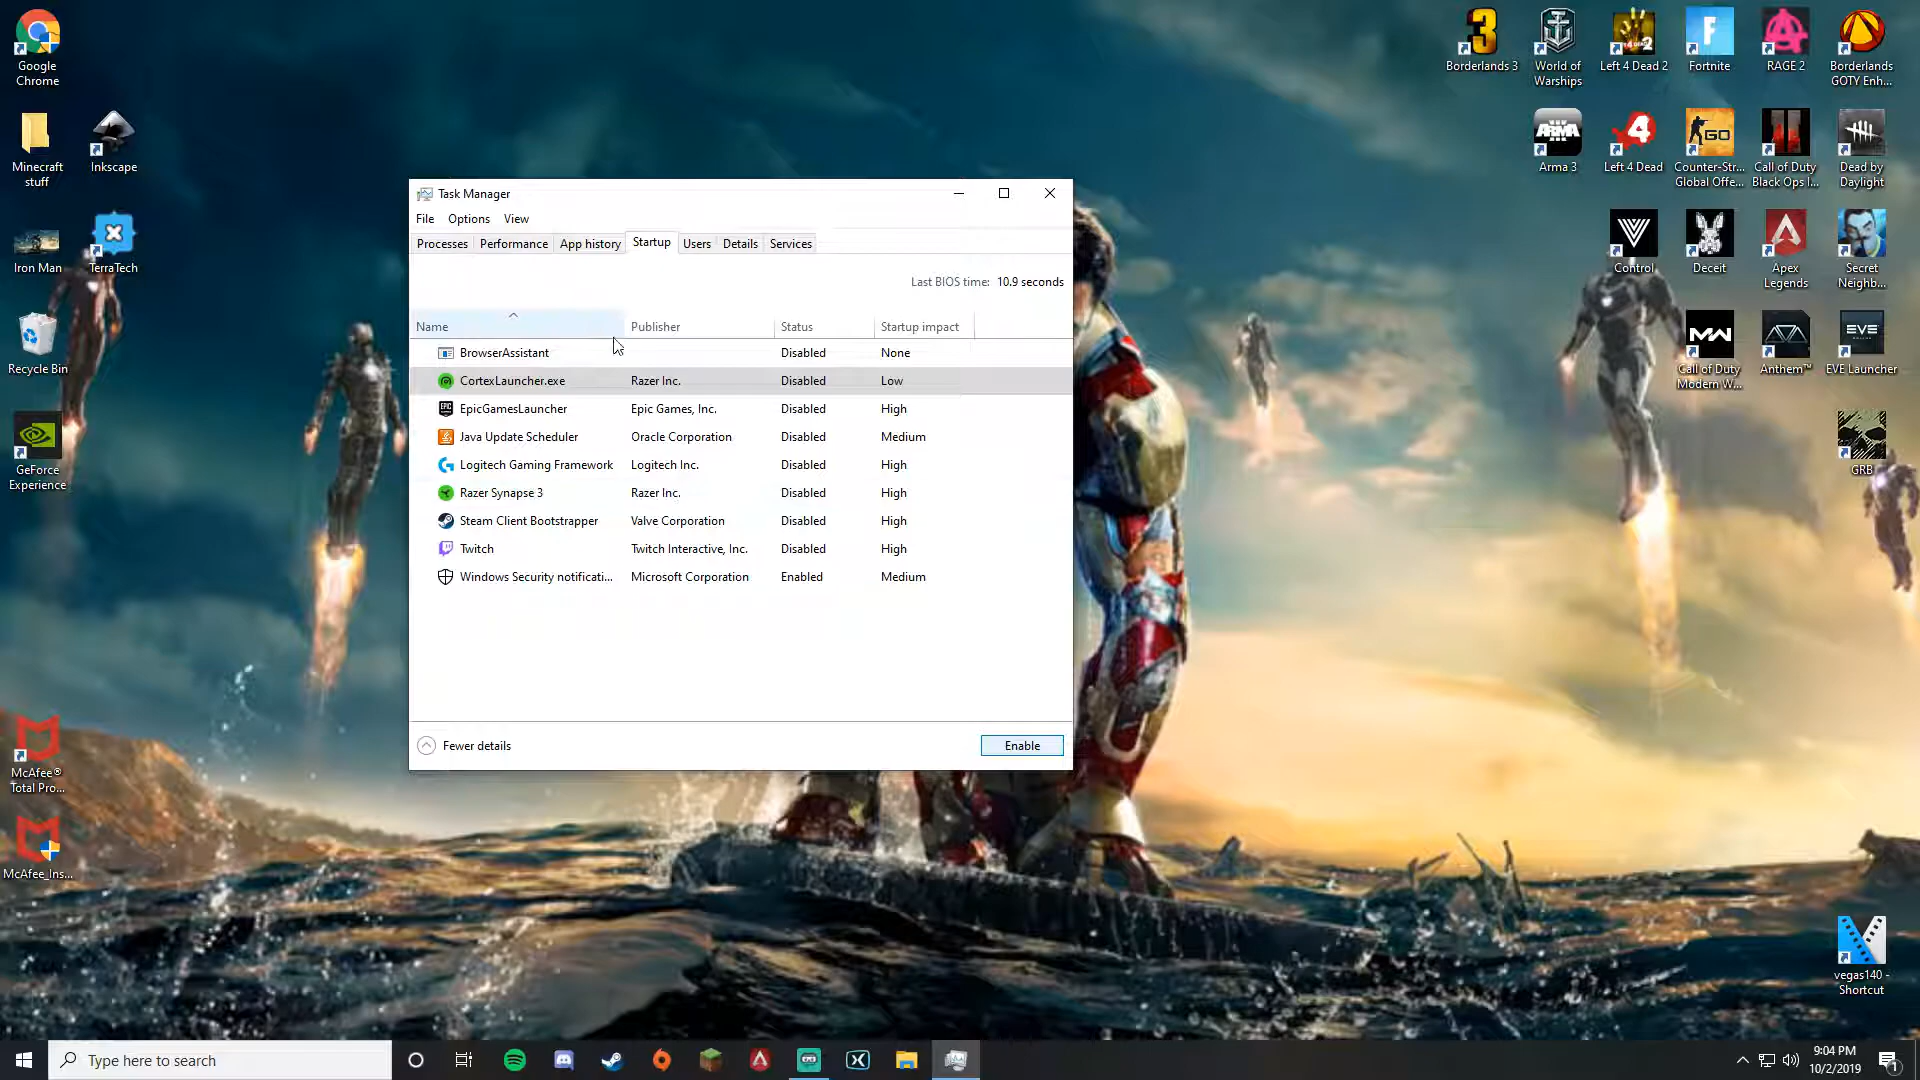 Google
Chrome
Minecraft
stuff
Inkscape
Iron Man
TerraTech
Recycle Bin
GeForce
Experience
McAfee®
Total Pro...
McAfee_Ins...
Task Manager
File Options View
Processes Performance App history Startup Users Details Services
Last BIOS time: 10.9 seconds
Name Publisher Status Startup impact
BrowserAssistant Disabled None
CortexLauncher.exe Razer Inc. Disabled Low
EpicGamesLauncher Epic Games, Inc. Disabled High
Java Update Scheduler Oracle Corporation Disabled Medium
Logitech Gaming Framework Logitech Inc. Disabled High
Razer Synapse 3 Razer Inc. Disabled High
Steam Client Bootstrapper Valve Corporation Disabled High
Twitch Twitch Interactive, Inc. Disabled High
Windows Security notificati... Microsoft Corporation Enabled Medium
Fewer details
Enable
Borderlands 3
World of
Warships
Left 4 Dead 2
Fortnite
RAGE 2
Borderlands
GOTY Enh...
Arma 3
Left 4 Dead
Counter-Str...
Global Offe...
Call of Duty
Black Ops I...
Dead by
Daylight
Control
Deceit
Apex
Legends
Secret
Neighb...
Call of Duty
Modern W...
Anthem™
EVE Launcher
GRB
vegas140 -
Shortcut
Type here to search
9:04 PM
10/2/2019